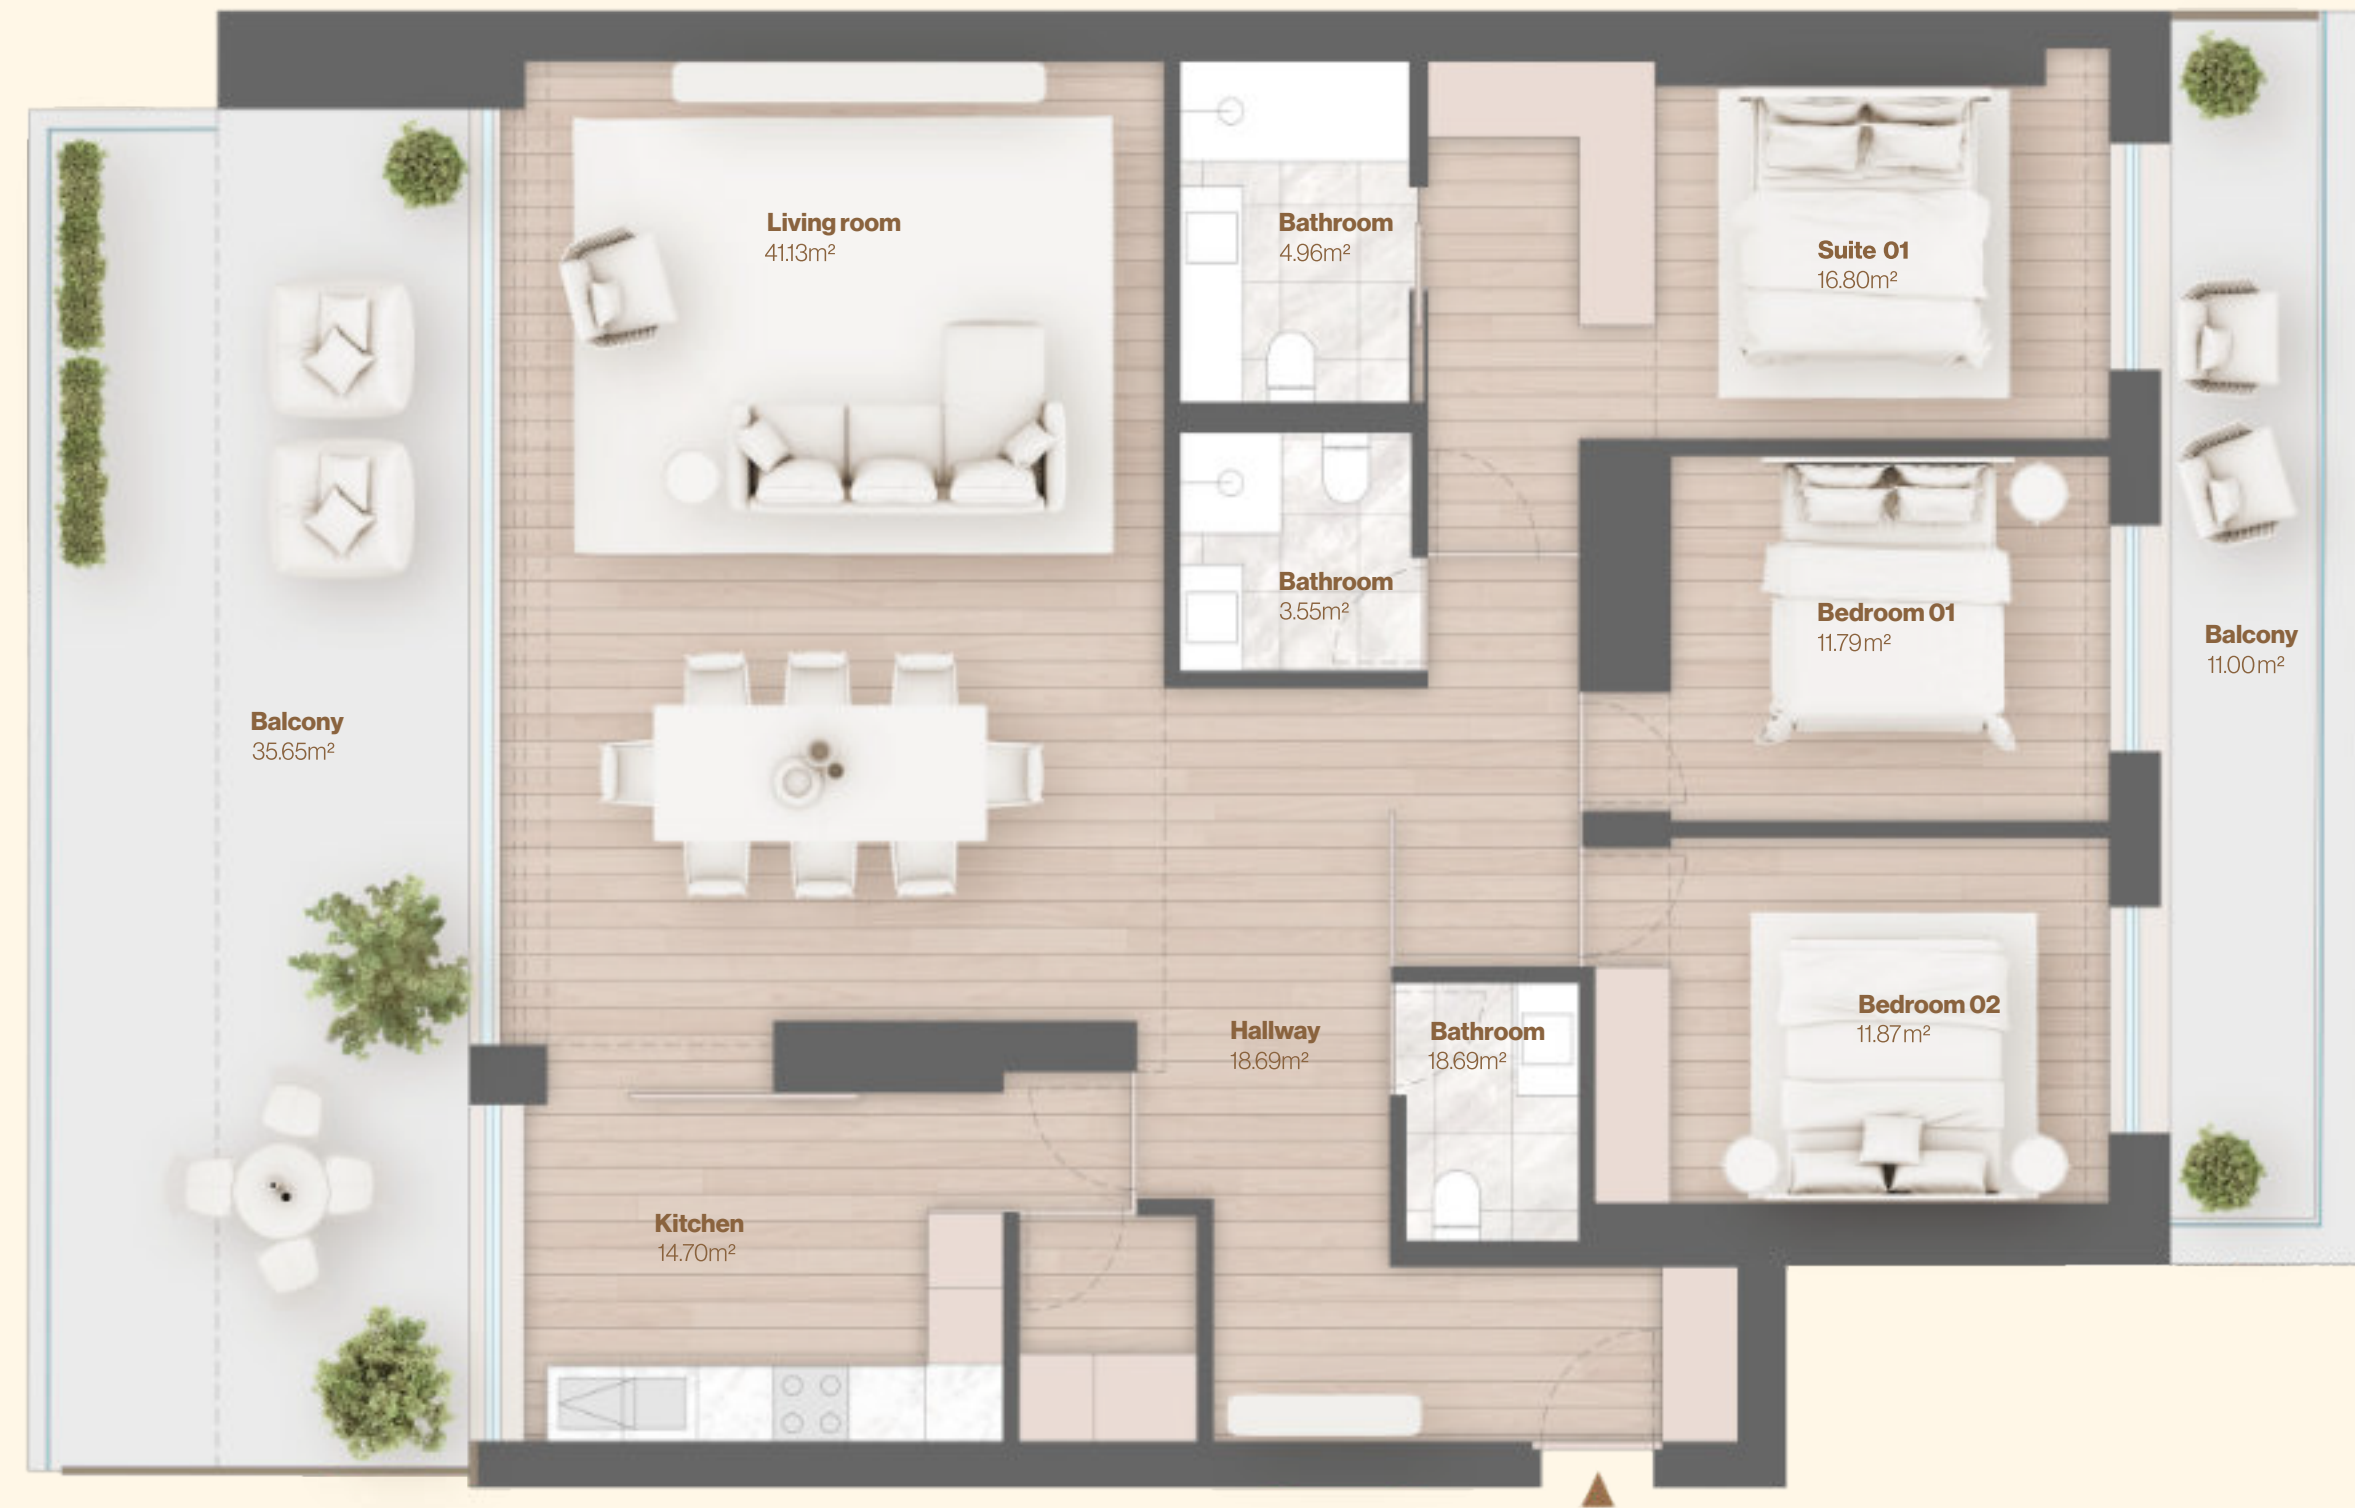 Living room
41.13m²
Bathroom
4.96m²
Suite 01
16.80m²
Bathroom
3.55m²
Bedroom 01
11.79m²
Balcony
11.00m²
Balcony
35.65m²
Hallway
18.69m²
Bathroom
18.69m²
Bedroom 02
11.87m²
Kitchen
14.70m²